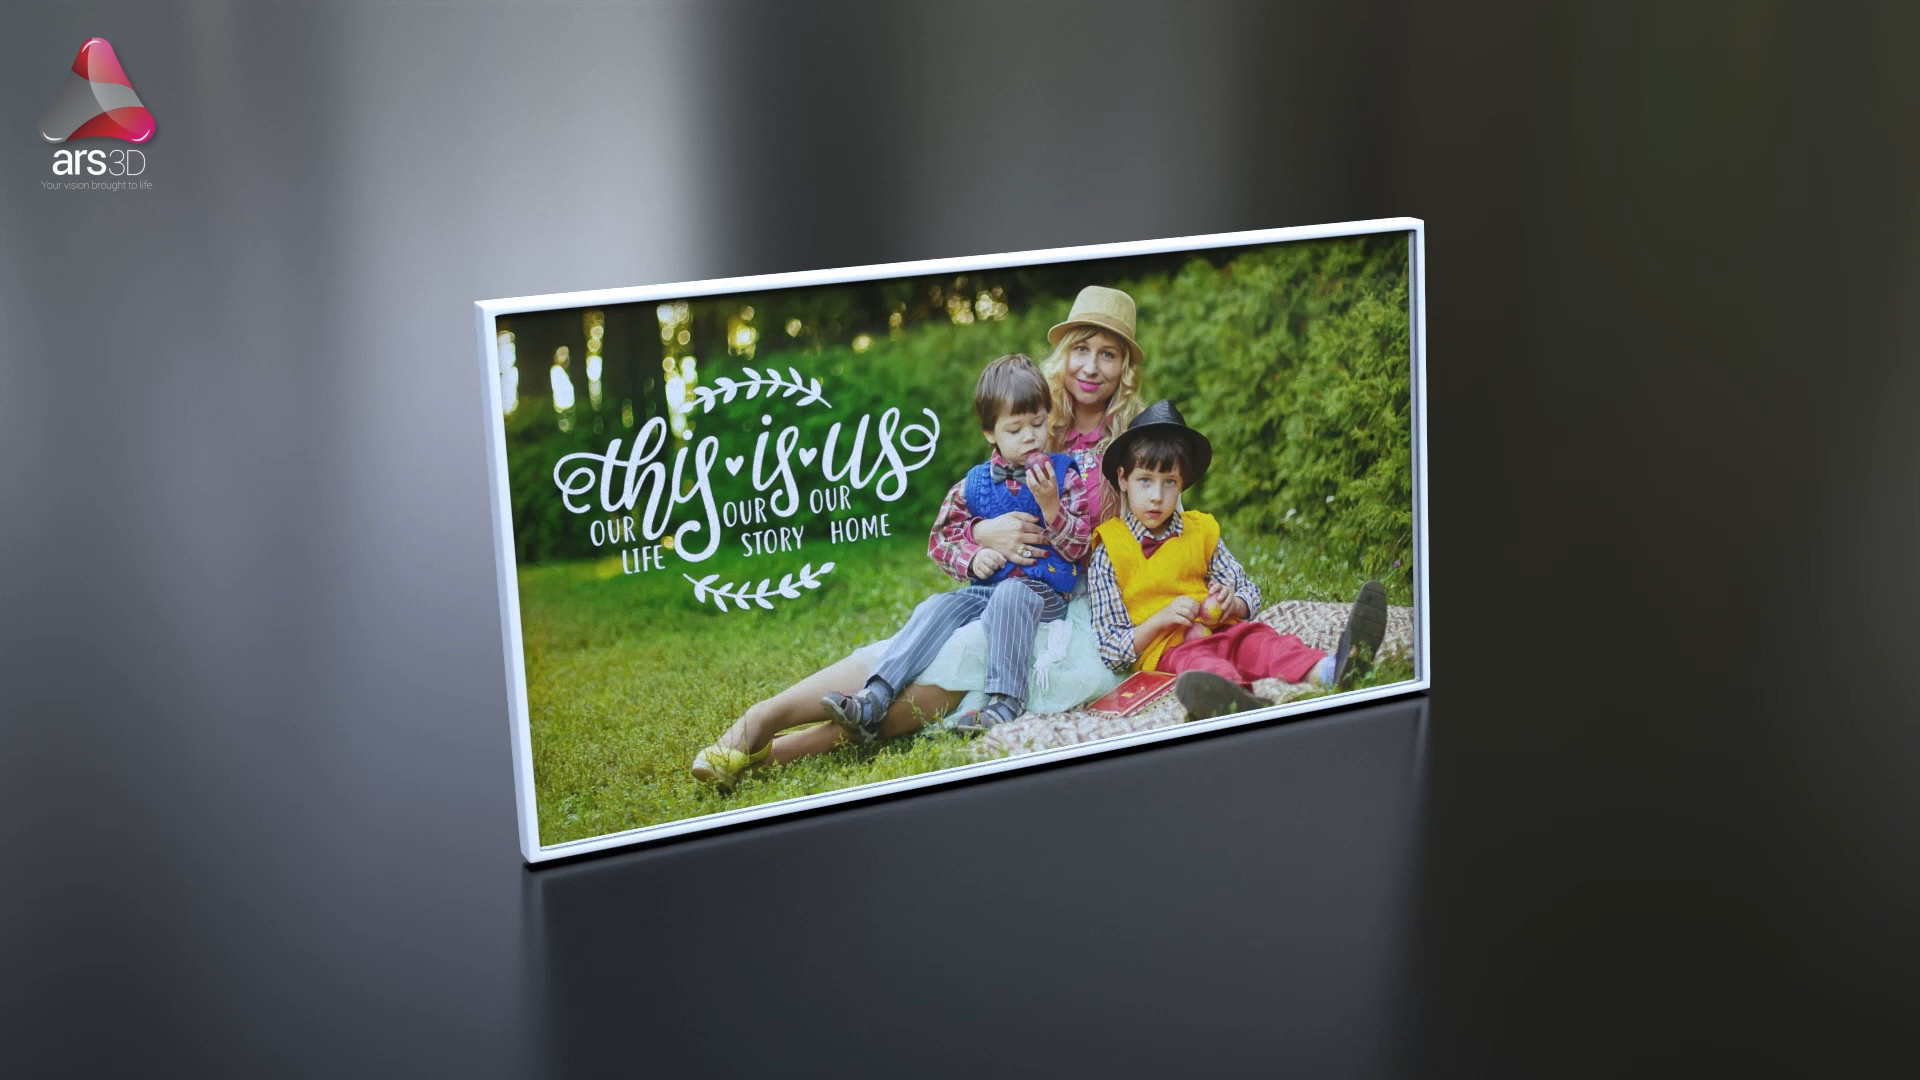 ars3D
Your vision brought to life.
this is us
OUR LIFE
OUR STORY
OUR HOME